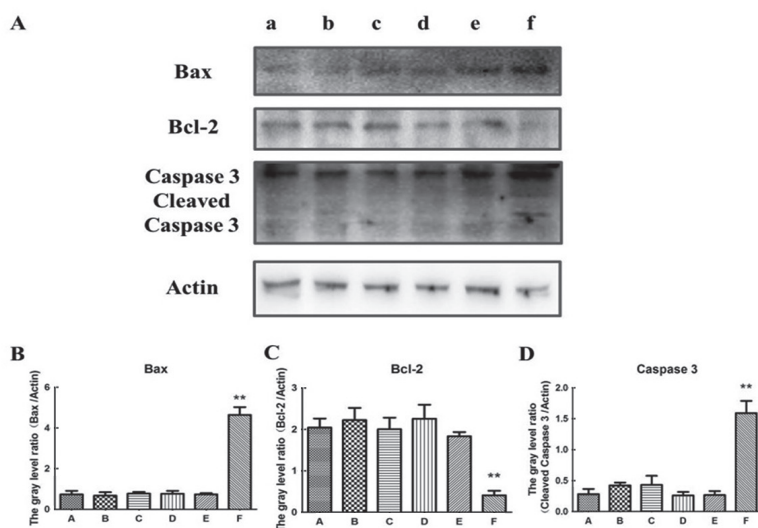 A
a b c d e f
Bax
Bcl-2
Caspase 3
Cleaved
Caspase 3
Actin
B
Bax
The gray level ratio (Bax /Actin)
6
4
2
0
**
A B C D E F
C
Bcl-2
The gray level ratio (Bcl-2 /Actin)
3
2
1
0
**
A B C D E F
D
Caspase 3
The gray level ratio
(Cleaved Caspase 3 /Actin)
2.0
1.5
1.0
0.5
0.0
**
A B C D E F